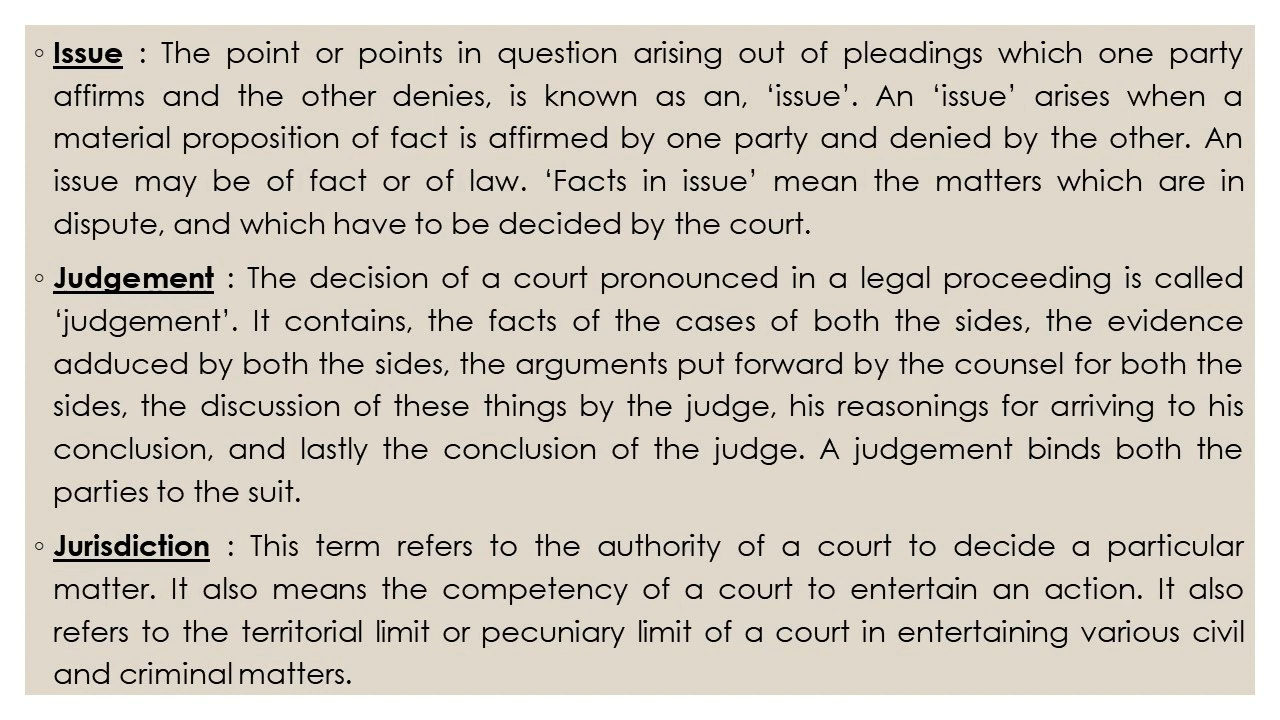 ◦ Issue : The point or points in question arising out of pleadings which one party
affirms and the other denies, is known as an, ‘issue’. An ‘issue’ arises when a
material proposition of fact is affirmed by one party and denied by the other. An
issue may be of fact or of law. ‘Facts in issue’ mean the matters which are in
dispute, and which have to be decided by the court.
◦ Judgement : The decision of a court pronounced in a legal proceeding is called
‘judgement’. It contains, the facts of the cases of both the sides, the evidence
adduced by both the sides, the arguments put forward by the counsel for both the
sides, the discussion of these things by the judge, his reasonings for arriving to his
conclusion, and lastly the conclusion of the judge. A judgement binds both the
parties to the suit.
◦ Jurisdiction : This term refers to the authority of a court to decide a particular
matter. It also means the competency of a court to entertain an action. It also
refers to the territorial limit or pecuniary limit of a court in entertaining various civil
and criminal matters.